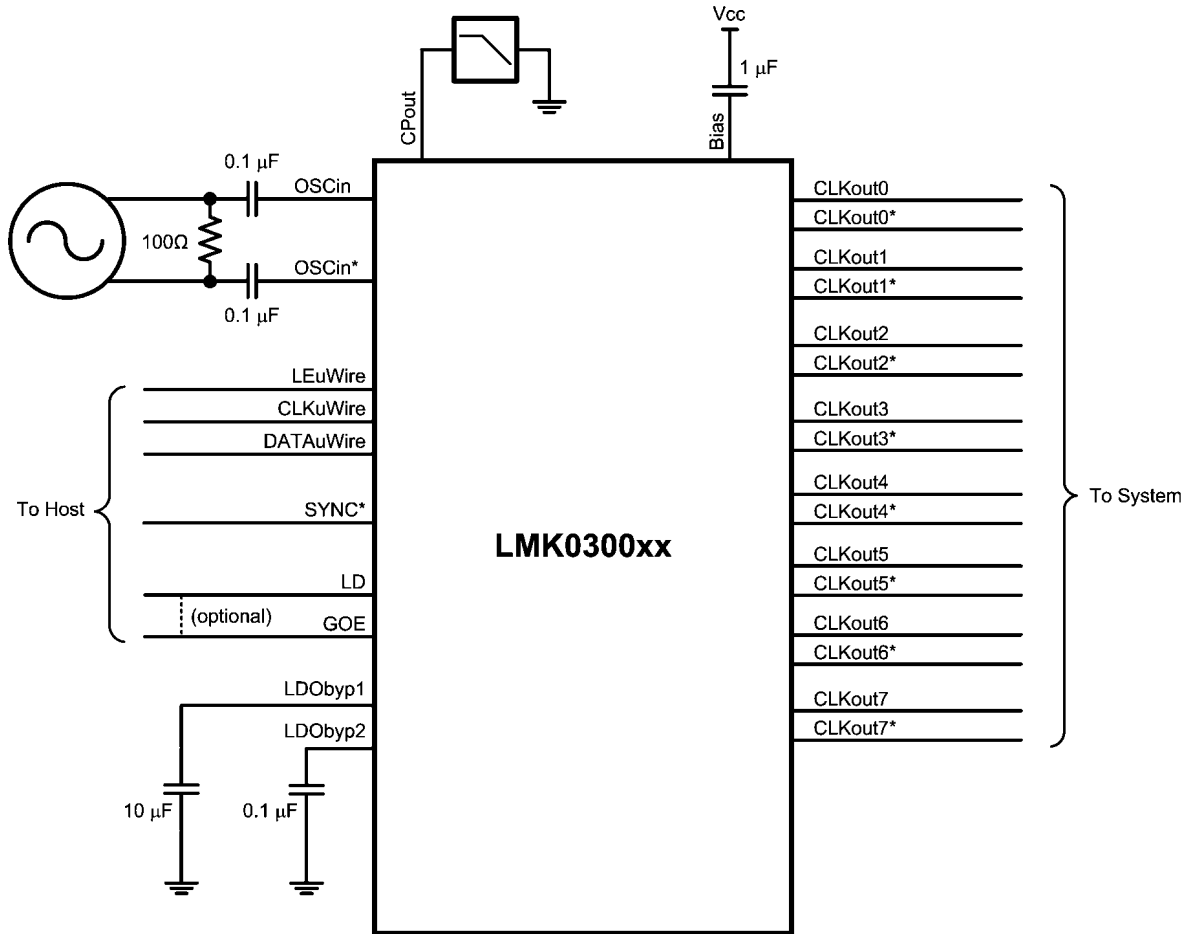 Vcc
1 μF
CPout
Bias
0.1 μF
OSCin
100Ω
OSCin*
0.1 μF
LEuWire
CLKuWire
DATAuWire
To Host
SYNC*
LD
(optional)
GOE
LDObyp1
LDObyp2
10 μF
0.1 μF
LMK0300xx
CLKout0
CLKout0*
CLKout1
CLKout1*
CLKout2
CLKout2*
CLKout3
CLKout3*
CLKout4
CLKout4*
CLKout5
CLKout5*
CLKout6
CLKout6*
CLKout7
CLKout7*
To System